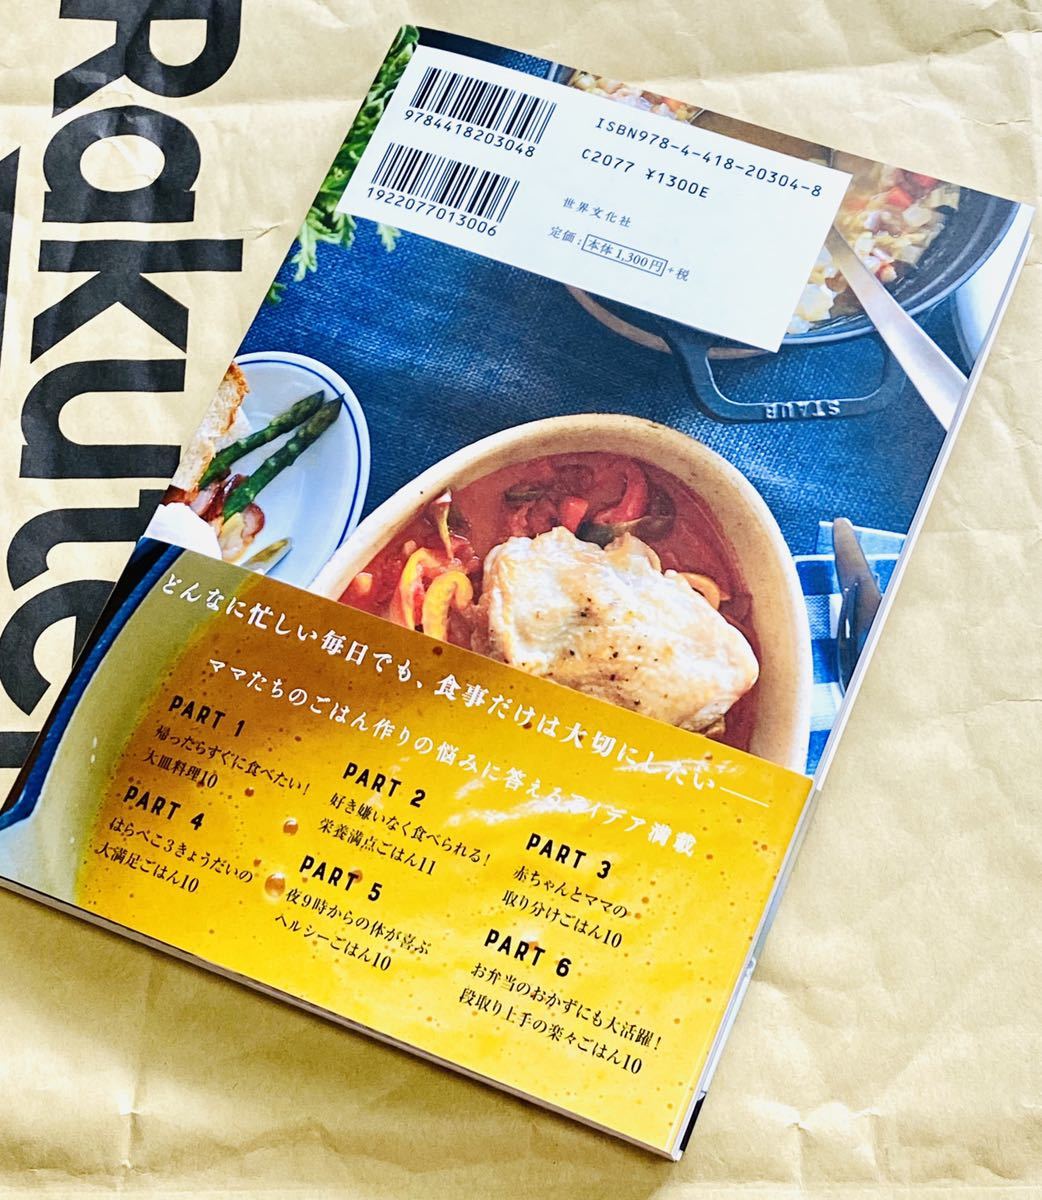 Rakuten
9784418203048
ISBN978-4-418-20304-8
C2077 ¥1300E
1922077013006
世界文化社
定価：本体1,300円+税
STAUB
どんなに忙しい毎日でも、食事だけは大切にしたい――
ママたちのごはん作りの悩みに答えるアイデア満載
PART 1
帰ったらすぐに食べたい！
大皿料理10
PART 2
好き嫌いなく食べられる！
栄養満点ごはん11
PART 3
赤ちゃんとママの
取り分けごはん10
PART 4
はらぺこ3きょうだいの
大満足ごはん10
PART 5
夜9時からの体が喜ぶ
ヘルシーごはん10
PART 6
お弁当のおかずにも大活躍！
段取り上手の楽々ごはん10